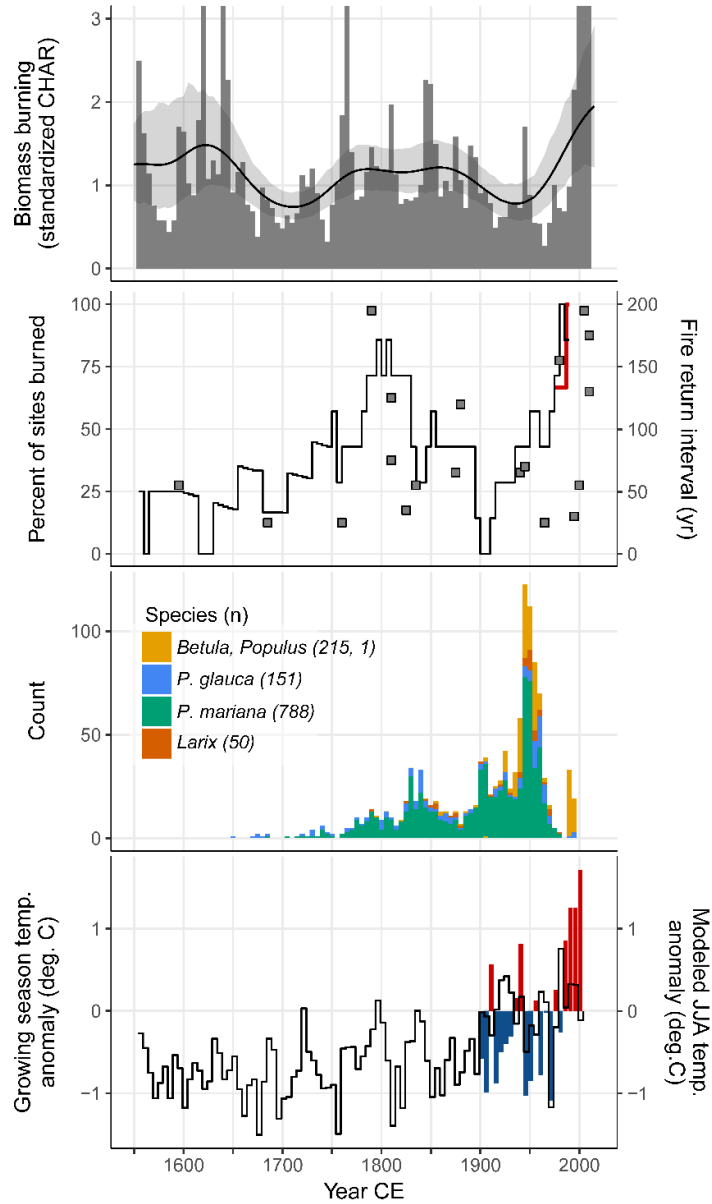 Biomass burning
(standardized CHAR)
3
2
1
0
Percent of sites burned
100
75
50
25
0
200
150
100
50
0
Fire return interval (yr)
Count
100
50
0
Species (n)
Betula, Populus (215, 1)
P. glauca (151)
P. mariana (788)
Larix (50)
Growing season temp.
anomaly (deg. C)
1
0
−1
1
0
−1
Modeled JJA temp.
anomaly (deg.C)
1600
1700
1800
1900
2000
Year CE